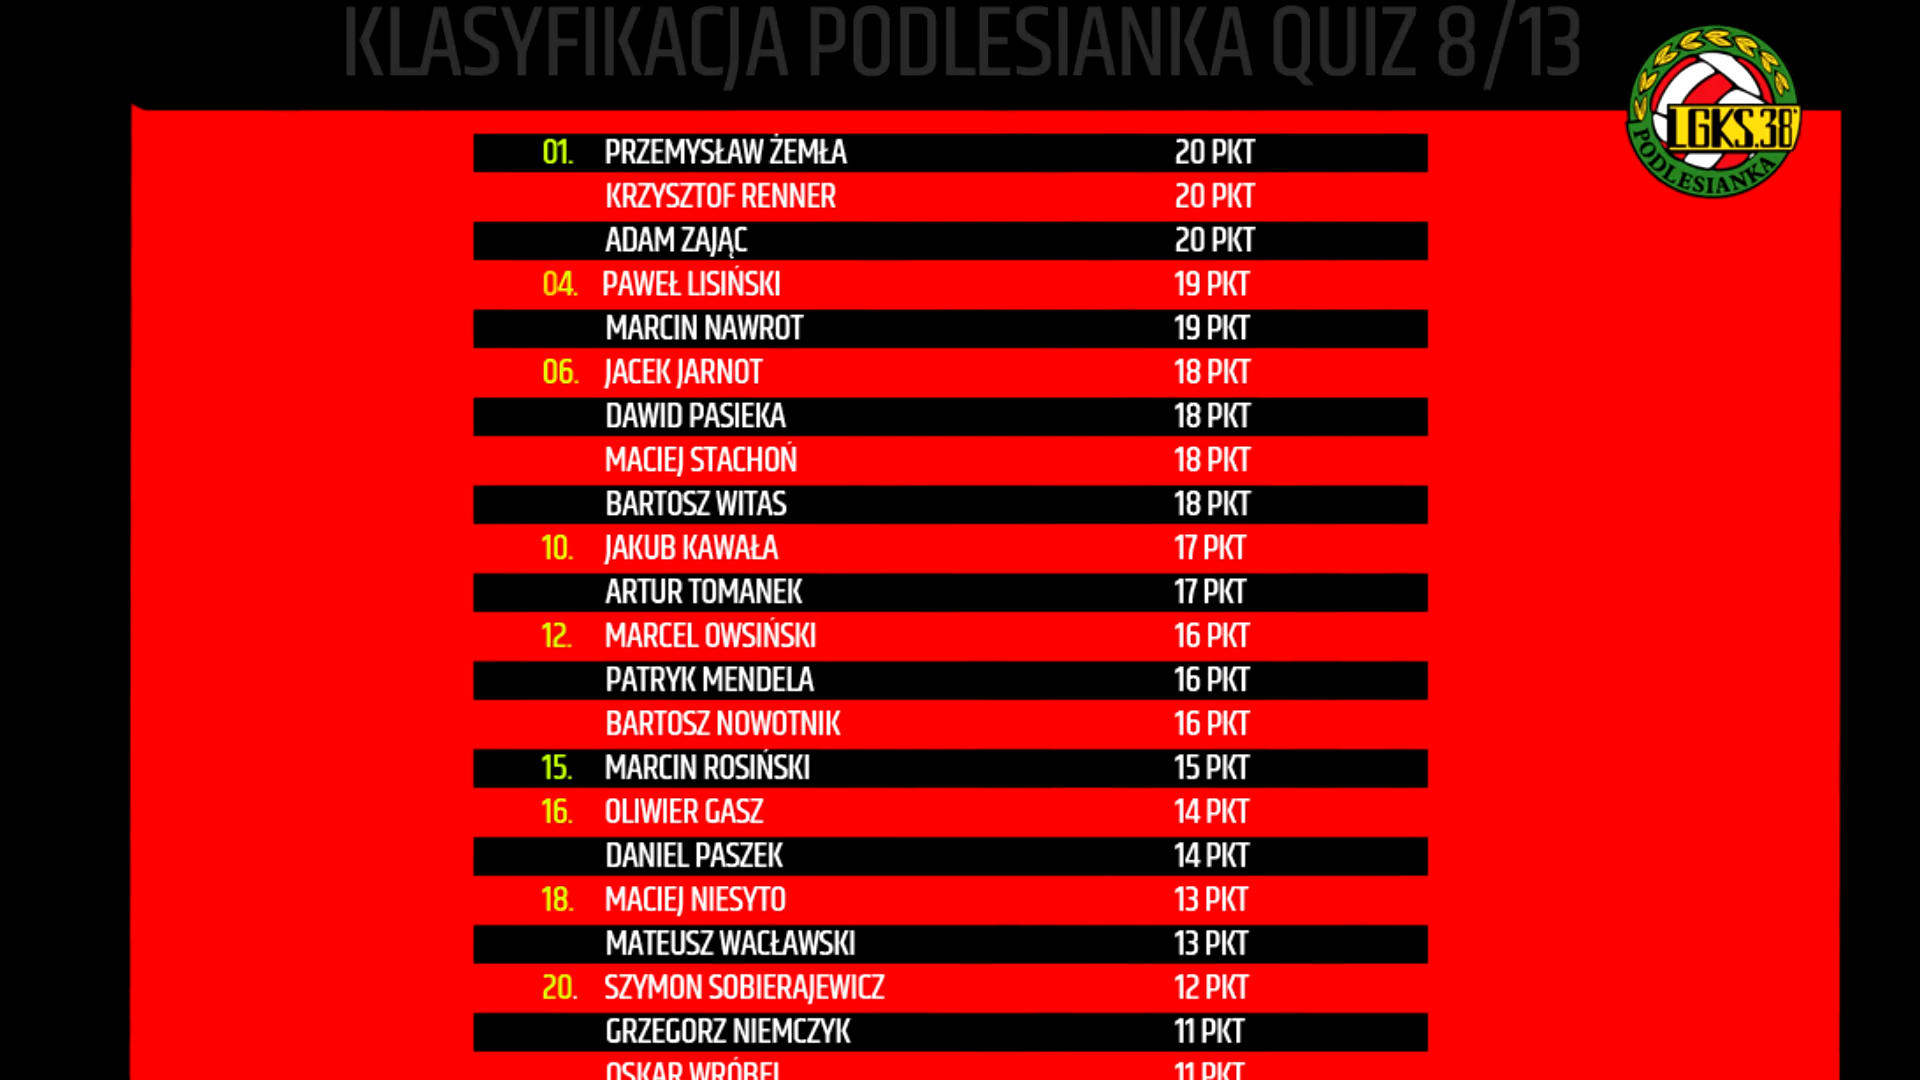 KLASYFIKACJA PODLESIANKA QUIZ 8/13
LGKS.38'
PODLESIANKA
01. PRZEMYSŁAW ŻEMŁA 20 PKT
KRZYSZTOF RENNER 20 PKT
ADAM ZAJĄC 20 PKT
04. PAWEŁ LISIŃSKI 19 PKT
MARCIN NAWROT 19 PKT
06. JACEK JARNOT 18 PKT
DAWID PASIEKA 18 PKT
MACIEJ STACHOŃ 18 PKT
BARTOSZ WITAS 18 PKT
10. JAKUB KAWAŁA 17 PKT
ARTUR TOMANEK 17 PKT
12. MARCEL OWSIŃSKI 16 PKT
PATRYK MENDELA 16 PKT
BARTOSZ NOWOTNIK 16 PKT
15. MARCIN ROSIŃSKI 15 PKT
16. OLIWIER GASZ 14 PKT
DANIEL PASZEK 14 PKT
18. MACIEJ NIESYTO 13 PKT
MATEUSZ WACŁAWSKI 13 PKT
20. SZYMON SOBIERAJEWICZ 12 PKT
GRZEGORZ NIEMCZYK 11 PKT
OSKAR WRÓBEL 11 PKT